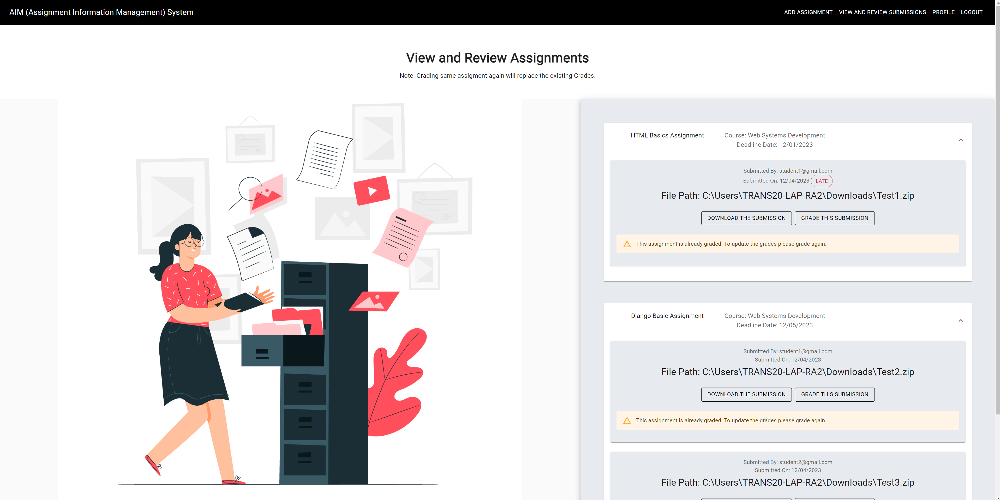 AIM (Assignment Information Management) System
ADD ASSIGNMENT VIEW AND REVIEW SUBMISSIONS PROFILE LOGOUT
View and Review Assignments
Note: Grading same assigment again will replace the existing Grades.
HTML Basics Assignment
Course: Web Systems Development
Deadline Date: 12/01/2023
Submitted By: student1@gmail.com
Submitted On: 12/04/2023 LATE
File Path: C:\Users\TRANS20-LAP-RA2\Downloads\Test1.zip
DOWNLOAD THE SUBMISSION GRADE THIS SUBMISSION
This assignment is already graded. To update the grades please grade again.
Django Basic Assignment
Course: Web Systems Development
Deadline Date: 12/05/2023
Submitted By: student1@gmail.com
Submitted On: 12/04/2023
File Path: C:\Users\TRANS20-LAP-RA2\Downloads\Test2.zip
DOWNLOAD THE SUBMISSION GRADE THIS SUBMISSION
This assignment is already graded. To update the grades please grade again.
Submitted By: student2@gmail.com
Submitted On: 12/04/2023
File Path: C:\Users\TRANS20-LAP-RA2\Downloads\Test3.zip